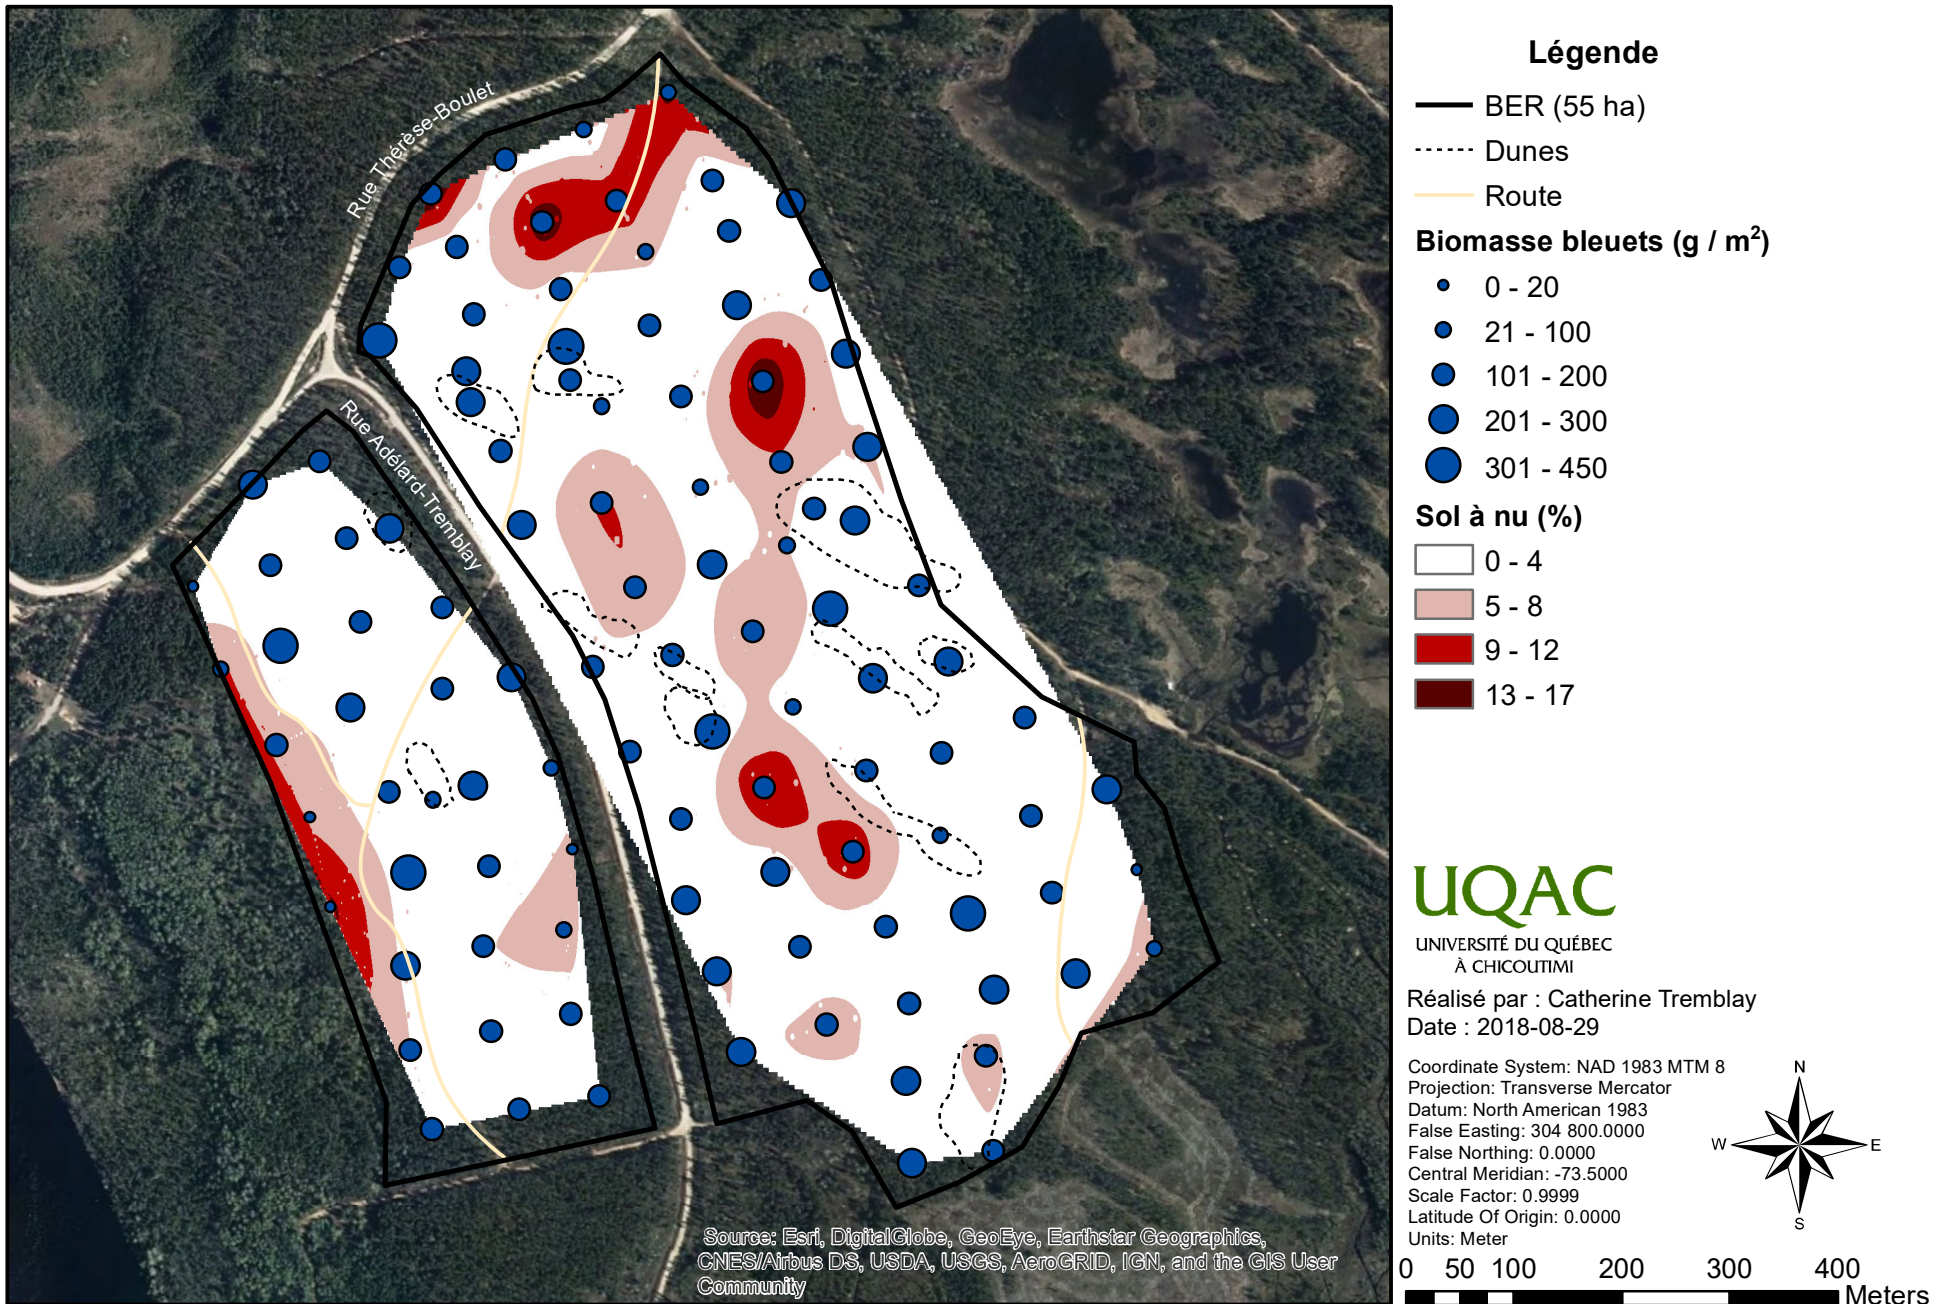 Rue Thérèse-Boulet
Rue Adélard-Tremblay
Source: Esri, DigitalGlobe, GeoEye, Earthstar Geographics,
CNES/Airbus DS, USDA, USGS, AeroGRID, IGN, and the GIS User
Community
Légende
BER (55 ha)
Dunes
Route
Biomasse bleuets (g / m²)
0 - 20
21 - 100
101 - 200
201 - 300
301 - 450
Sol à nu (%)
0 - 4
5 - 8
9 - 12
13 - 17
UQAC
UNIVERSITÉ DU QUÉBEC
À CHICOUTIMI
Réalisé par : Catherine Tremblay
Date : 2018-08-29
Coordinate System: NAD 1983 MTM 8
Projection: Transverse Mercator
Datum: North American 1983
False Easting: 304 800.0000
False Northing: 0.0000
Central Meridian: -73.5000
Scale Factor: 0.9999
Latitude Of Origin: 0.0000
Units: Meter
N
W E
S
0 50 100 200 300 400
Meters